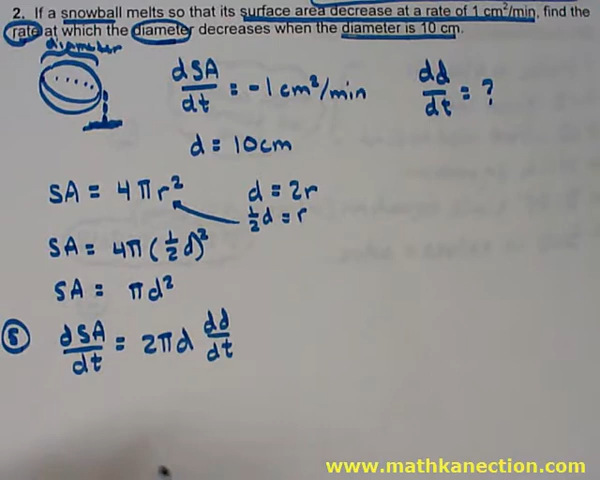 2. If a snowball melts so that its surface area decrease at a rate of 1 cm²/min, find the
rate at which the diameter decreases when the diameter is 10 cm.
diameter
dSA/dt = -1 cm²/min
dd/dt = ?
d = 10cm
SA = 4πr²
d = 2r
½d = r
SA = 4π(½d)²
SA = πd²
5 dSA/dt = 2πd dd/dt
www.mathkanection.com